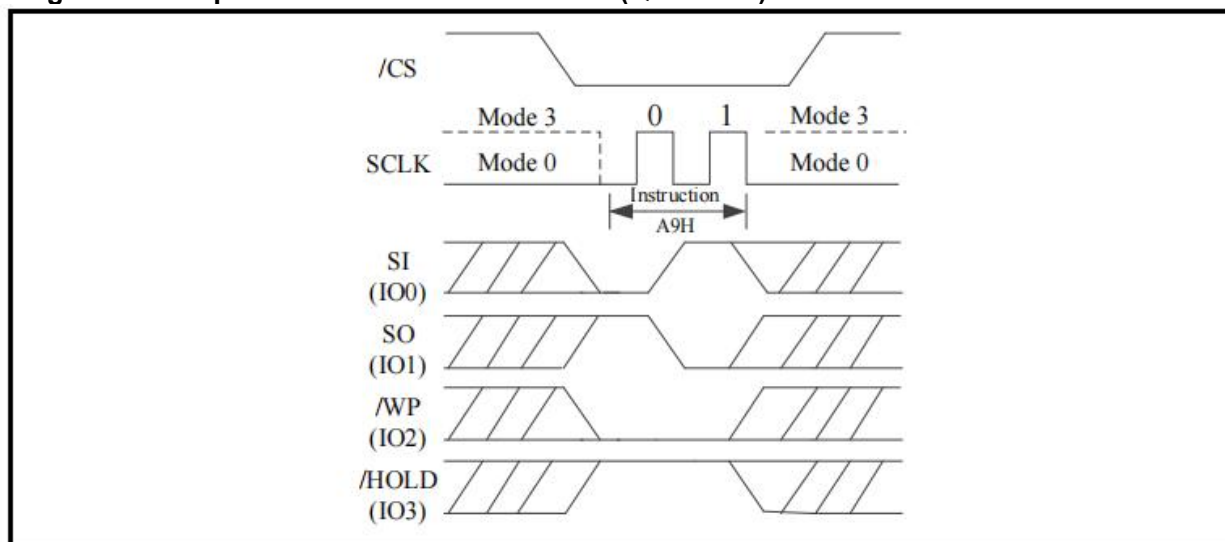 /CS
Mode 3 0 1 Mode 3
SCLK Mode 0 Mode 0
Instruction
A9H
SI
(IO0)
SO
(IO1)
/WP
(IO2)
/HOLD
(IO3)